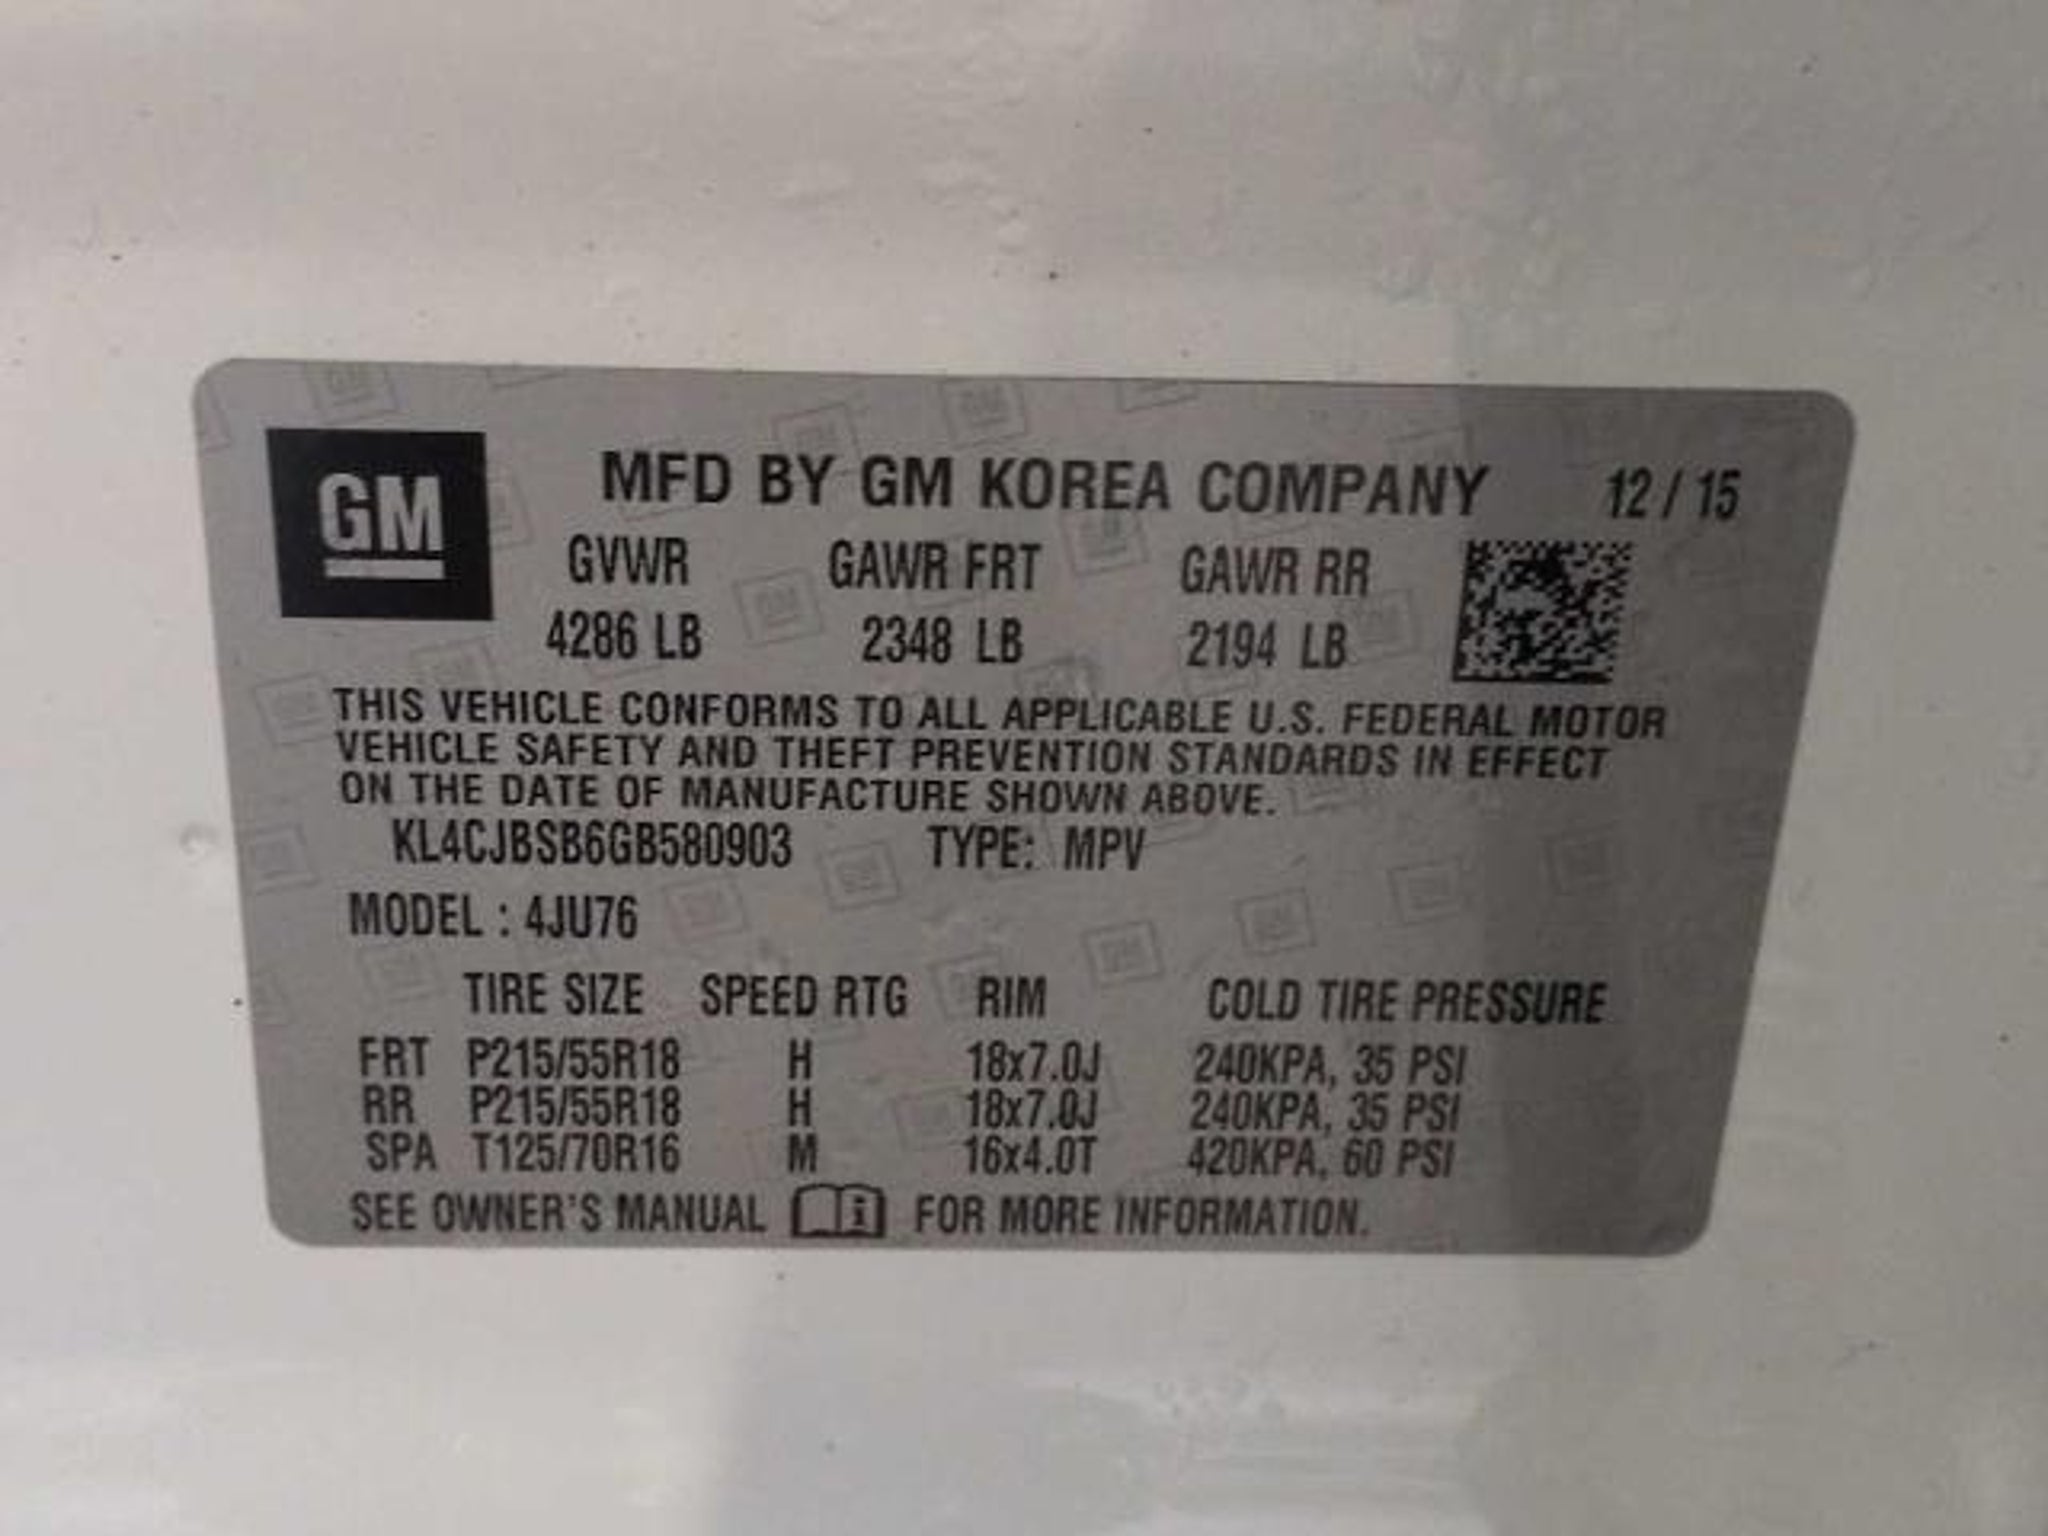 GM
MFD BY GM KOREA COMPANY 12 / 15
GVWR GAWR FRT GAWR RR
4286 LB 2348 LB 2194 LB
THIS VEHICLE CONFORMS TO ALL APPLICABLE U.S. FEDERAL MOTOR
VEHICLE SAFETY AND THEFT PREVENTION STANDARDS IN EFFECT
ON THE DATE OF MANUFACTURE SHOWN ABOVE.
KL4CJBSB6GB580903 TYPE: MPV
MODEL : 4JU76
TIRE SIZE SPEED RTG RIM COLD TIRE PRESSURE
FRT P215/55R18 H 18x7.0J 240KPA, 35 PSI
RR P215/55R18 H 18x7.0J 240KPA, 35 PSI
SPA T125/70R16 M 16x4.0T 420KPA, 60 PSI
SEE OWNER'S MANUAL FOR MORE INFORMATION.